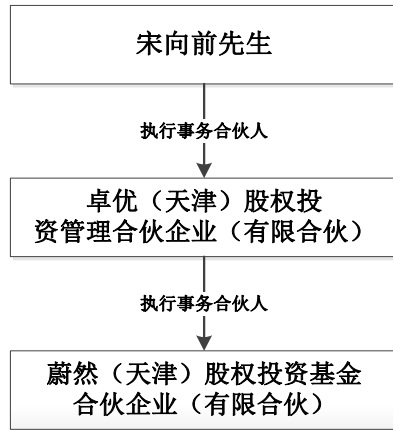 宋向前先生
执行事务合伙人
卓优（天津）股权投
资管理合伙企业（有限合伙）
执行事务合伙人
蔚然（天津）股权投资基金
合伙企业（有限合伙）